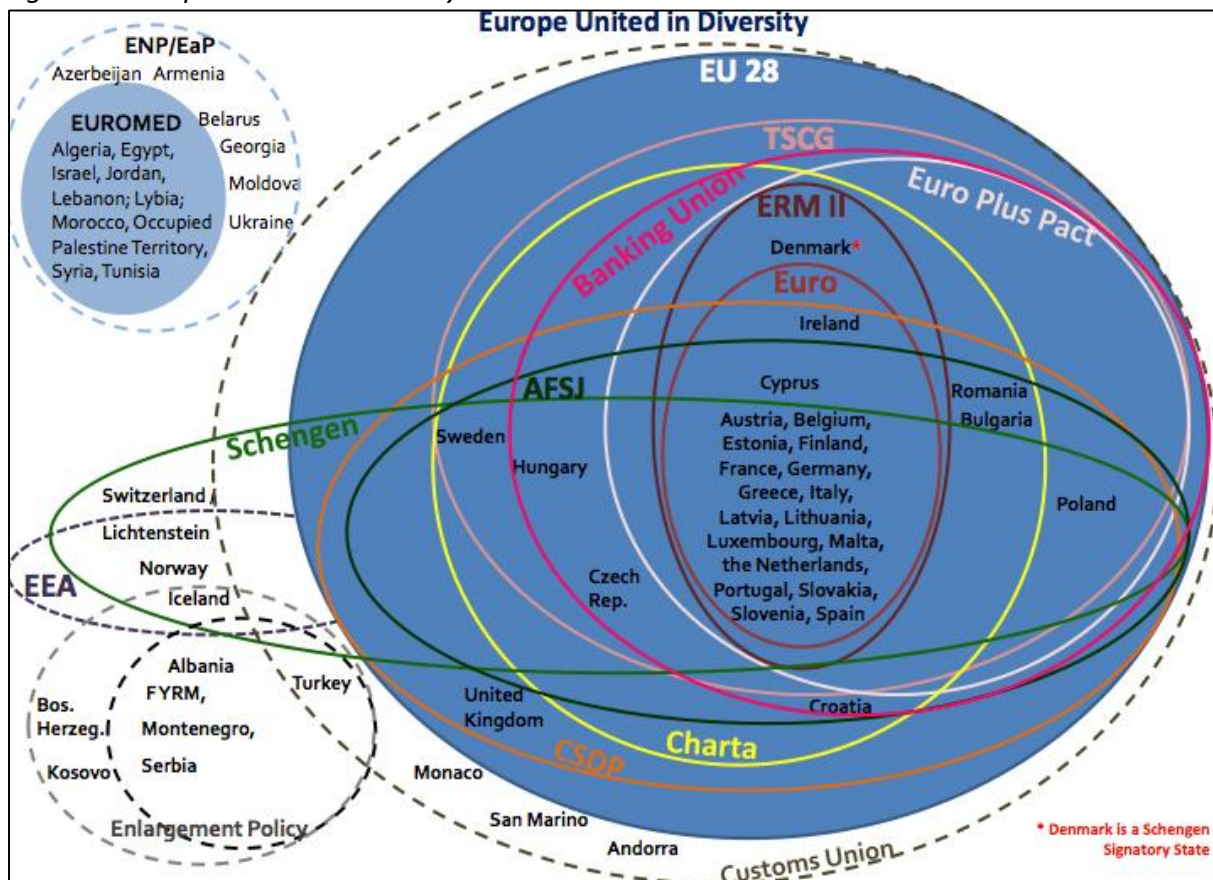 Europe United in Diversity
ENP/EaP
Azerbeijan Armenia
EUROMED
Algeria, Egypt,
Israel, Jordan,
Lebanon; Lybia;
Morocco, Occupied
Palestine Territory,
Syria, Tunisia
Belarus
Georgia
Moldova
Ukraine
EU 28
TSCG
Banking Union
Euro Plus Pact
ERM II
Denmark*
Euro
Ireland
AFSJ
Cyprus
Romania
Bulgaria
Schengen
Sweden
Hungary
Austria, Belgium,
Estonia, Finland,
France, Germany,
Greece, Italy,
Latvia, Lithuania,
Luxembourg, Malta,
the Netherlands,
Portugal, Slovakia,
Slovenia, Spain
Poland
Czech
Rep.
Switzerland
Lichtenstein
Norway
EEA
Iceland
Albania
FYRM,
Montenegro,
Serbia
Turkey
Bos.
Herzeg.
Kosovo
Enlargement Policy
United
Kingdom
Croatia
Charta
CSDP
Monaco
San Marino
Andorra
Customs Union
* Denmark is a Schengen
Signatory State